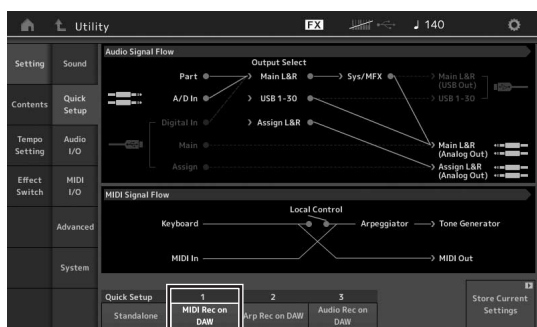 Utility FX 140
Setting
Sound
Contents
Quick
Setup
Tempo
Setting
Audio
I/O
Effect
Switch
MIDI
I/O
Advanced
System
Audio Signal Flow
Output Select
Part Main L&R Sys/MFX Main L&R
(USB Out)
A/D In USB 1-30 USB 1-30
Digital In Assign L&R
Main Main L&R
(Analog Out)
Assign Assign L&R
(Analog Out)
MIDI Signal Flow
Local Control
Keyboard Arpeggiator Tone Generator
MIDI In MIDI Out
Quick Setup 1 2 3
Standalone
MIDI Rec on
DAW
Arp Rec on DAW
Audio Rec on
DAW
Store Current
Settings